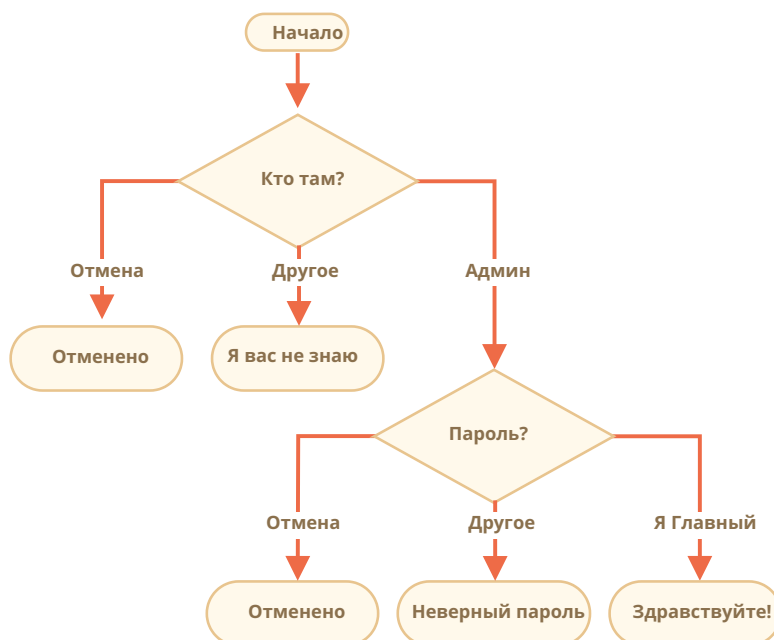 Начало
Кто там?
Отмена
Другое
Админ
Отменено
Я вас не знаю
Пароль?
Отмена
Другое
Я Главный
Отменено
Неверный пароль
Здравствуйте!